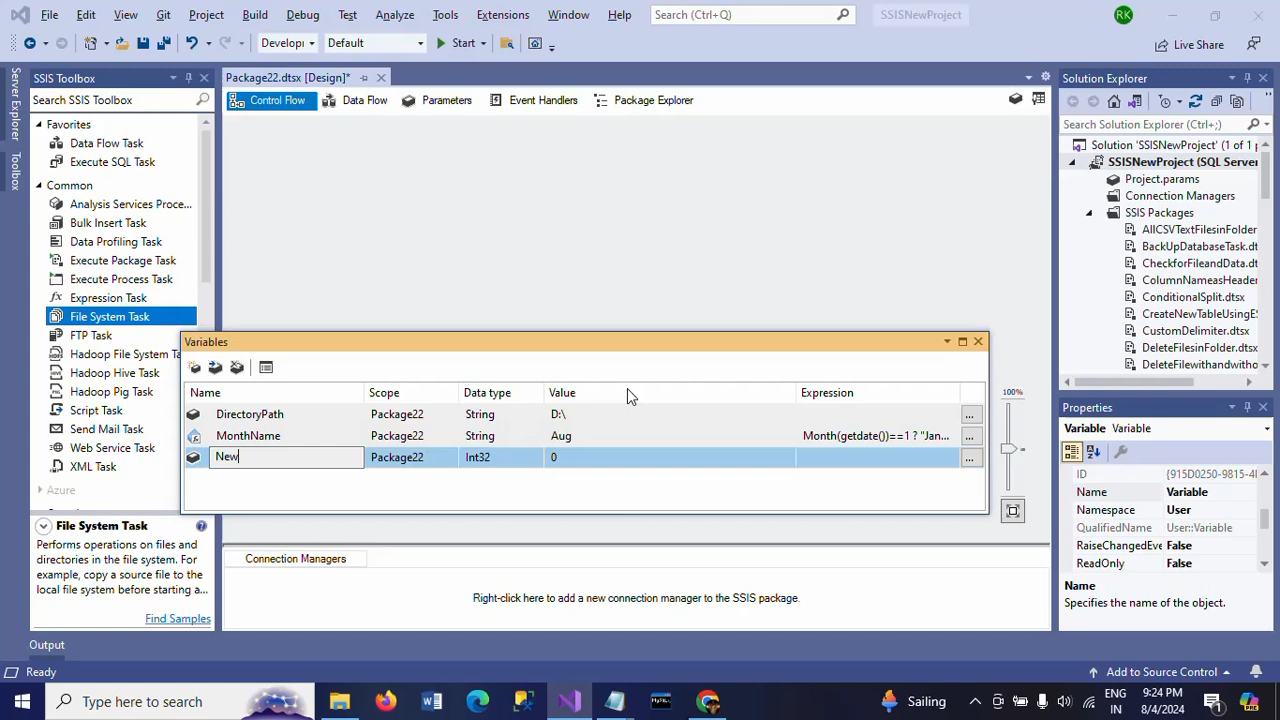 File Edit View Git Project Build Debug Test Analyze Tools Extensions Window Help Search (Ctrl+Q) SSISNewProject RK
Developi Default Start Live Share
Server Explorer
Toolbox
SSIS Toolbox
Search SSIS Toolbox
Favorites
Data Flow Task
Execute SQL Task
Common
Analysis Services Proce...
Bulk Insert Task
Data Profiling Task
Execute Package Task
Execute Process Task
Expression Task
File System Task
FTP Task
Hadoop File System Ta
Hadoop Hive Task
Hadoop Pig Task
Script Task
Send Mail Task
Web Service Task
XML Task
Azure
File System Task
Performs operations on files and
directories in the file system. For
example, copy a source file to the
local file system before starting a...
Find Samples
Package22.dtsx [Design]*
Control Flow Data Flow Parameters Event Handlers Package Explorer
Variables
Name Scope Data type Value Expression
DirectoryPath Package22 String D:\ ...
MonthName Package22 String Aug Month(getdate())==1 ? "Jan... ...
New Package22 Int32 0 ...
100%
Connection Managers
Right-click here to add a new connection manager to the SSIS package.
Solution Explorer
Search Solution Explorer (Ctrl+;)
Solution 'SSISNewProject' (1 of 1 p
SSISNewProject (SQL Server
Project.params
Connection Managers
SSIS Packages
AllCSVTextFilesinFolder
BackUpDatabaseTask.dt
CheckforFileandData.dt
ColumnNameasHeader
ConditionalSplit.dtsx
CreateNewTableUsingES
CustomDelimiter.dtsx
DeleteFilesinFolder.dtsx
DeleteFilewithandwitho
Properties
Variable Variable
ID {915D0250-9815-4I
Name Variable
Namespace User
QualifiedName User::Variable
RaiseChangedEve False
ReadOnly False
Name
Specifies the name of the object.
Output
Ready Add to Source Control
Type here to search Sailing ENG IN 9:24 PM 8/4/2024